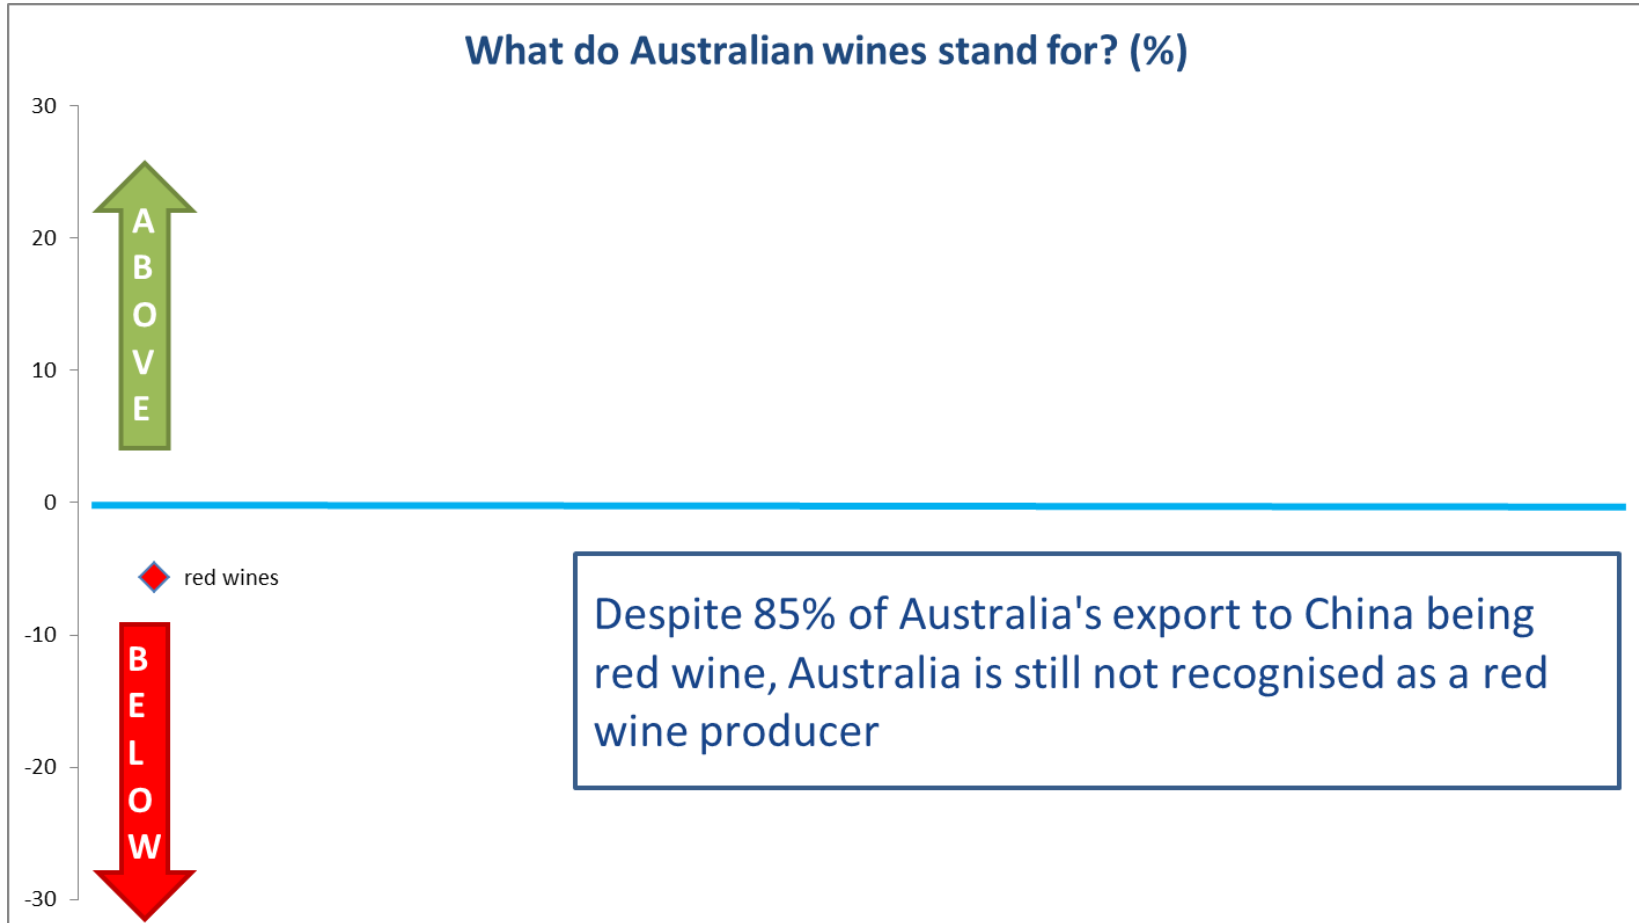 What do Australian wines stand for? (%)
30
20
10
0
-10
-20
-30
A
B
O
V
E
red wines
B
E
L
O
W
Despite 85% of Australia's export to China being
red wine, Australia is still not recognised as a red
wine producer